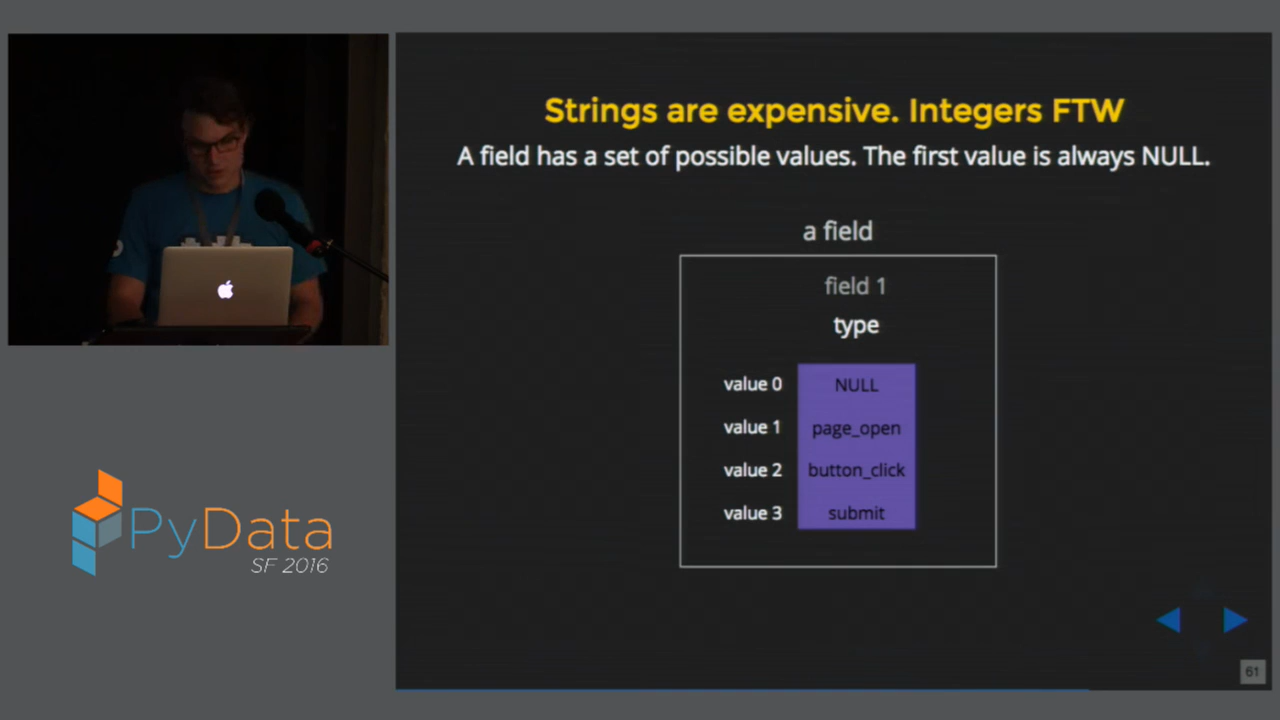 Strings are expensive. Integers FTW
A field has a set of possible values. The first value is always NULL.
a field
field 1
type
value 0 NULL
value 1 page_open
value 2 button_click
value 3 submit
PyData
SF 2016
61